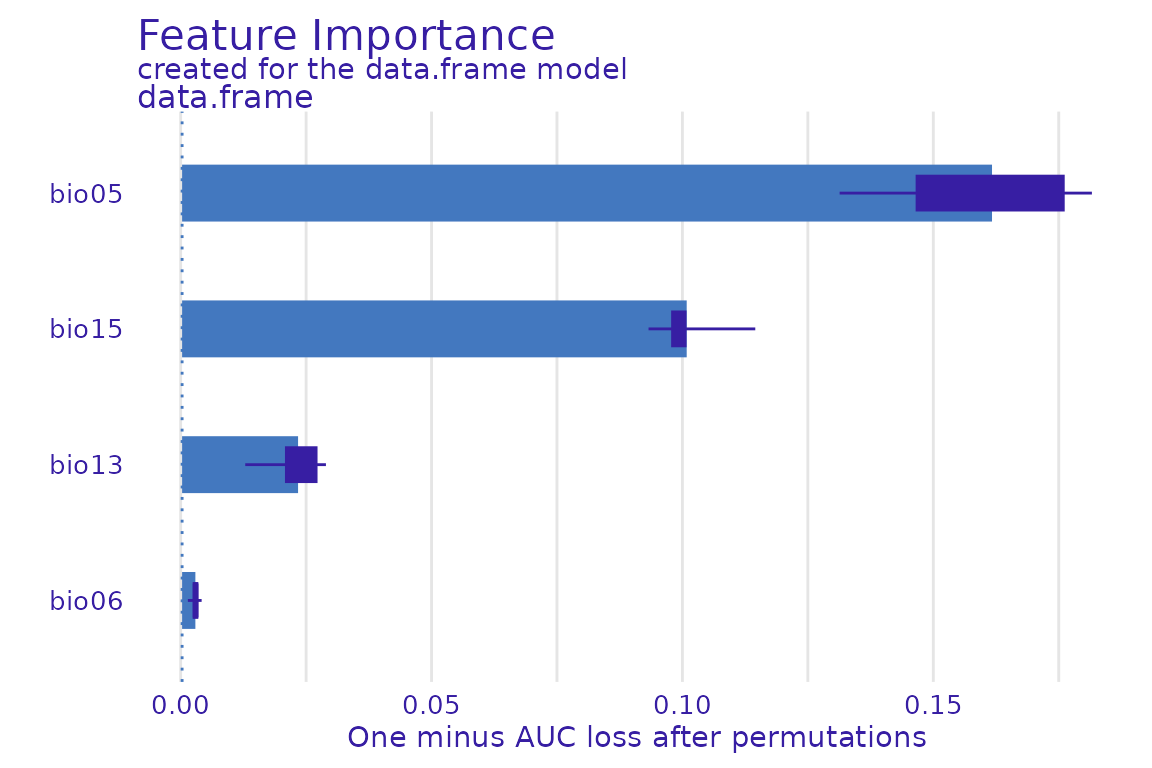 Feature Importance
created for the data.frame model
data.frame
bio05
bio15
bio13
bio06
0.00 0.05 0.10 0.15
One minus AUC loss after permutations